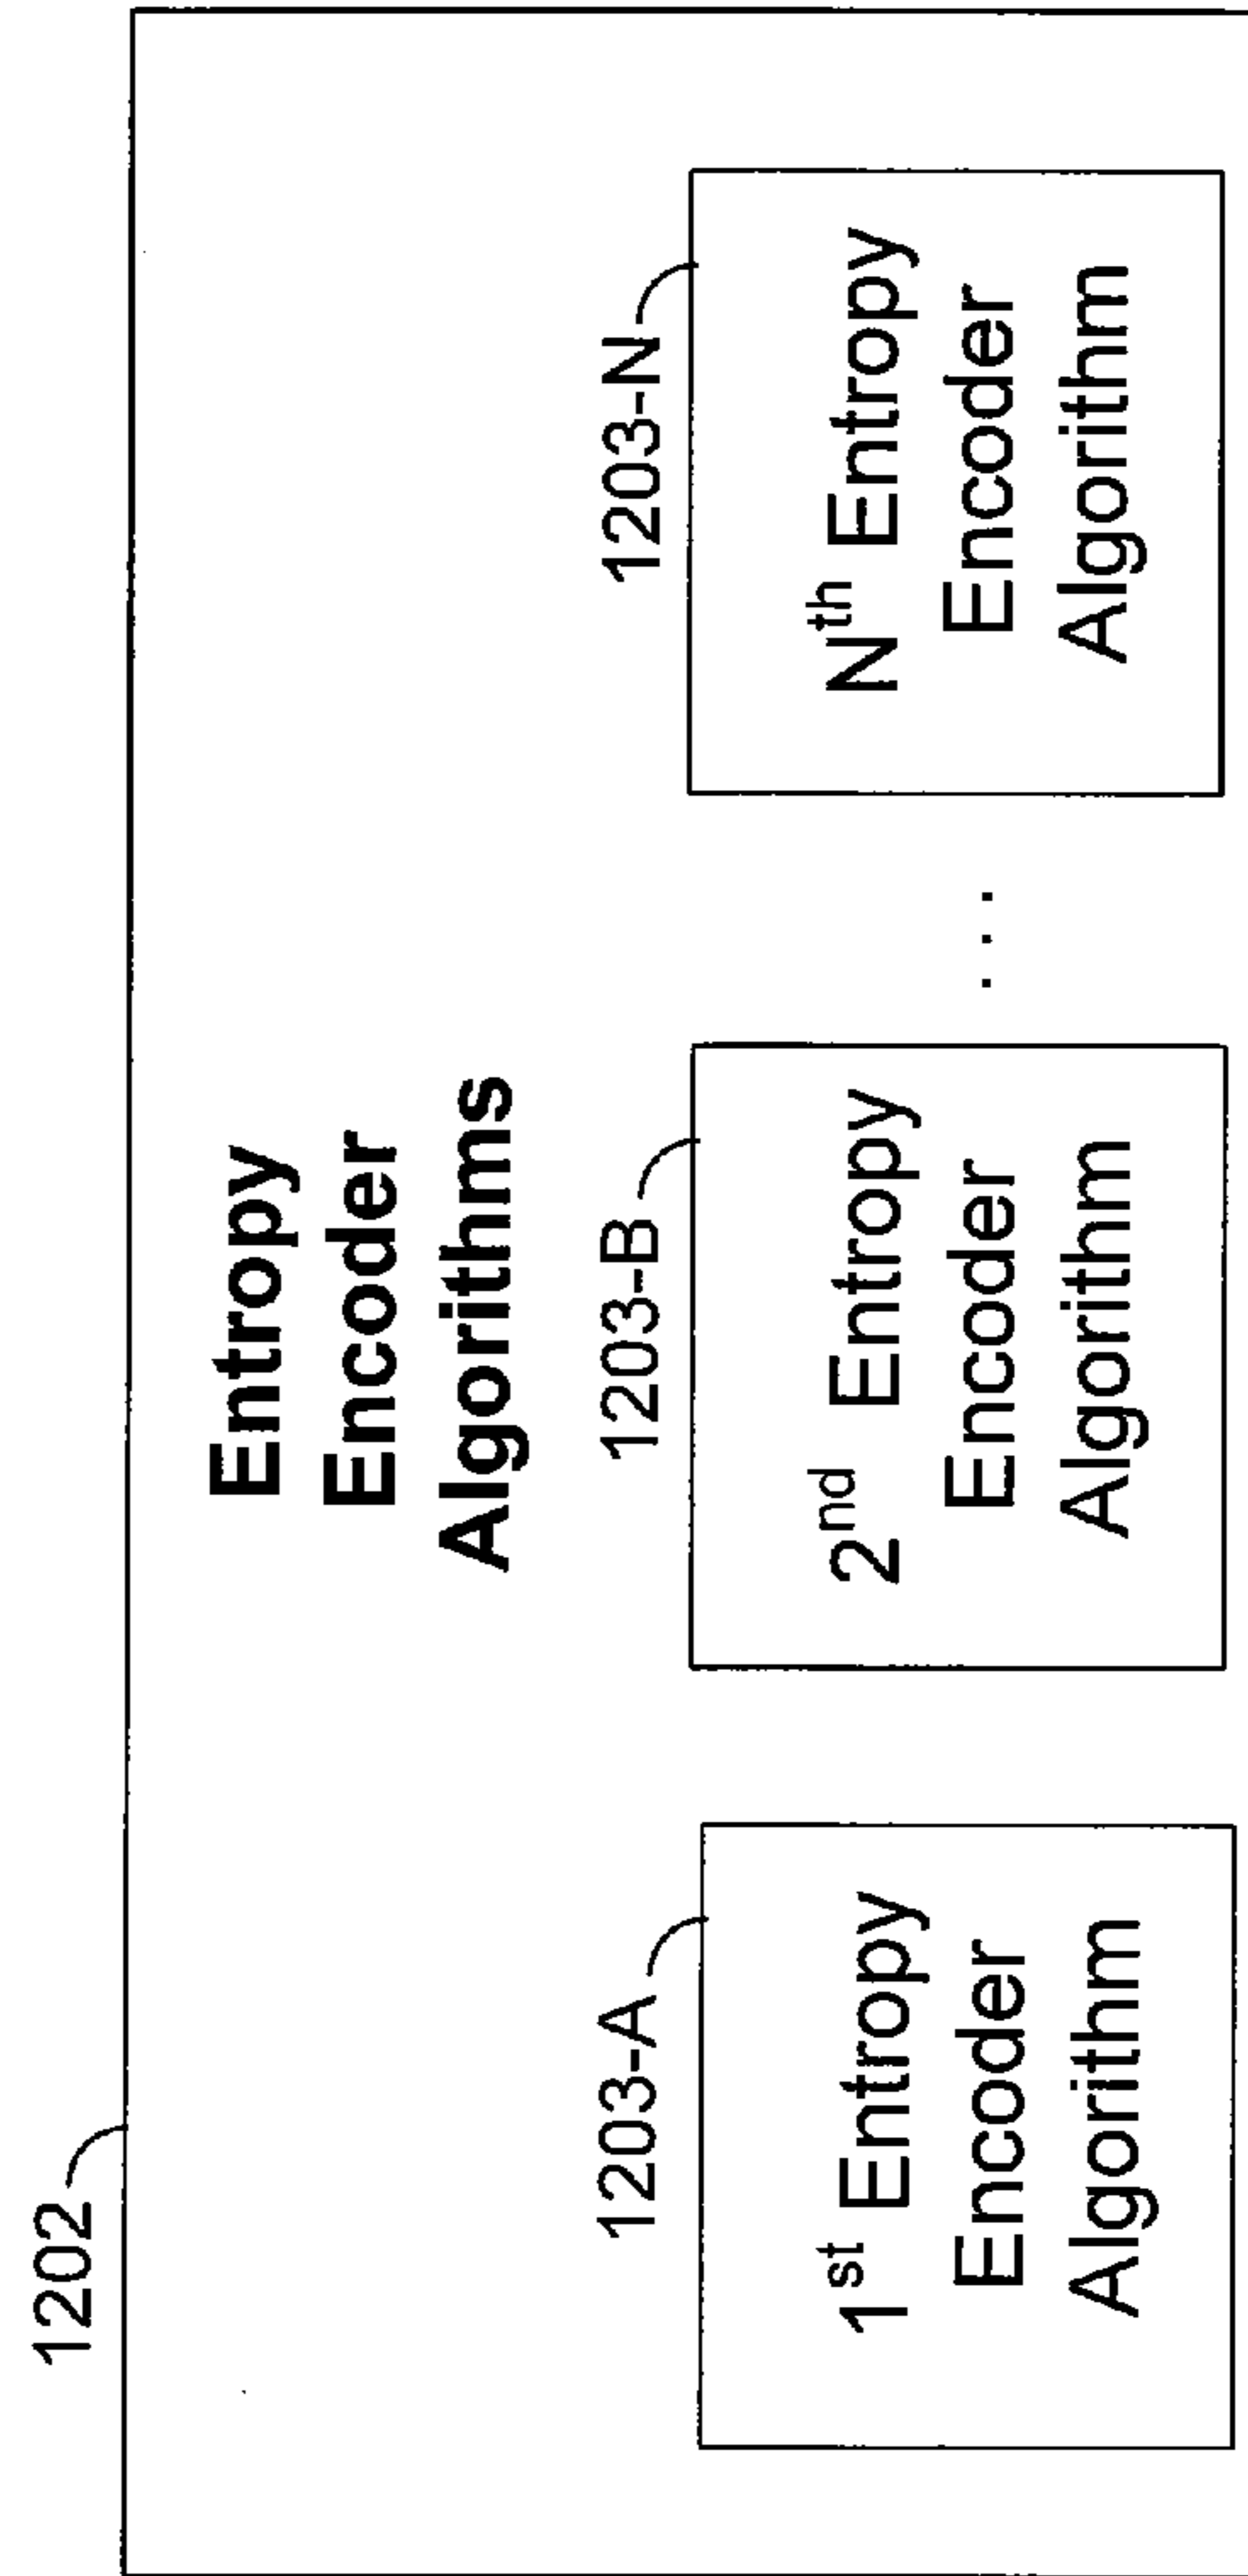 1202
Entropy
Encoder
Algorithms
1203-A
1st Entropy
Encoder
Algorithm
1203-B
2nd Entropy
Encoder
Algorithm
. . .
1203-N
Nth Entropy
Encoder
Algorithm